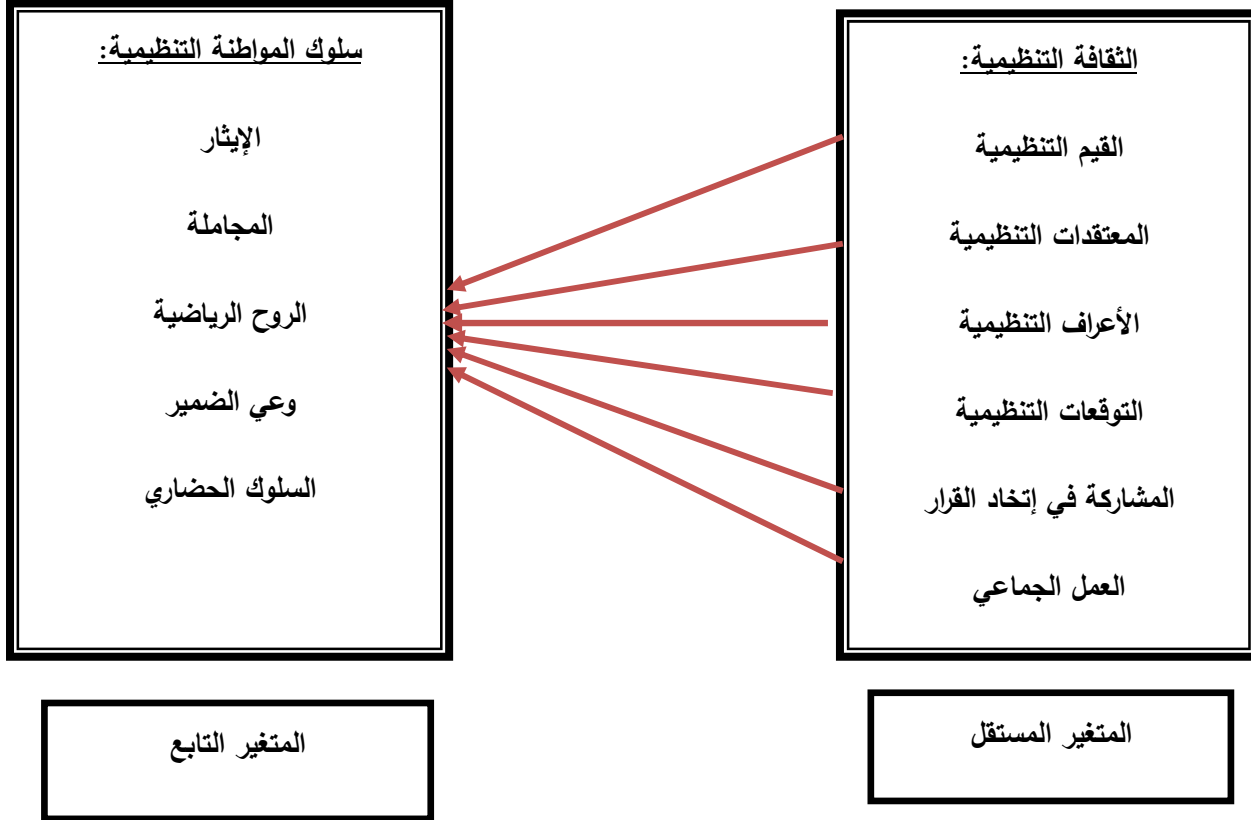 الثقافة التنظيمية:
القيم التنظيمية
المعتقدات التنظيمية
الأعراف التنظيمية
التوقعات التنظيمية
المشاركة في إتخاد القرار
العمل الجماعي
المتغير المستقل
سلوك المواطنة التنظيمية:
الإيثار
المجاملة
الروح الرياضية
وعي الضمير
السلوك الحضاري
المتغير التابع